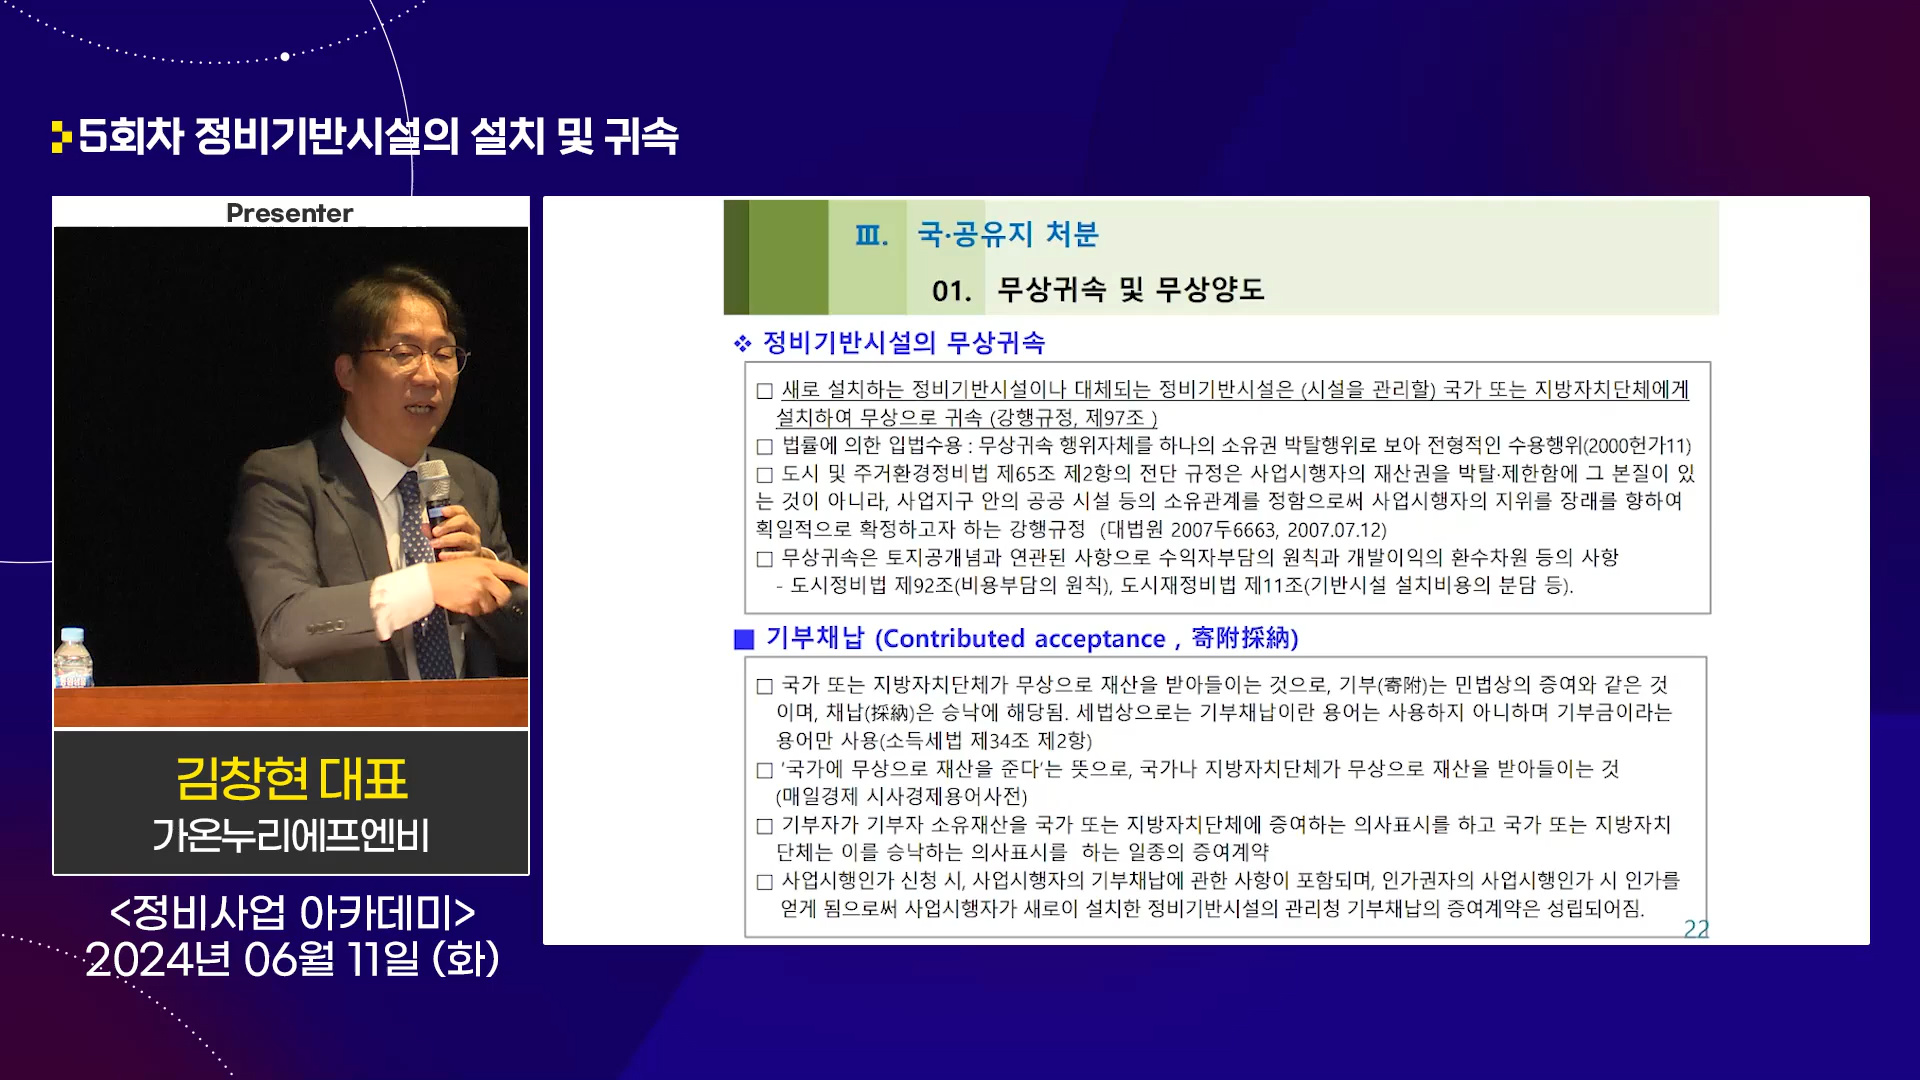 5회차 정비기반시설의 설치 및 귀속
Presenter
김창현 대표
가온누리에프엔비
<정비사업 아카데미>
2024년 06월 11일 (화)
Ⅲ. 국·공유지 처분
01. 무상귀속 및 무상양도
❖ 정비기반시설의 무상귀속
□ 새로 설치하는 정비기반시설이나 대체되는 정비기반시설은 (시설을 관리할) 국가 또는 지방자치단체에게
설치하여 무상으로 귀속 (강행규정, 제97조 )
□ 법률에 의한 입법수용 : 무상귀속 행위자체를 하나의 소유권 박탈행위로 보아 전형적인 수용행위(2000헌가11)
□ 도시 및 주거환경정비법 제65조 제2항의 전단 규정은 사업시행자의 재산권을 박탈·제한함에 그 본질이 있
는 것이 아니라, 사업지구 안의 공공 시설 등의 소유관계를 정함으로써 사업시행자의 지위를 장래를 향하여
획일적으로 확정하고자 하는 강행규정 (대법원 2007두6663, 2007.07.12)
□ 무상귀속은 토지공개념과 연관된 사항으로 수익자부담의 원칙과 개발이익의 환수차원 등의 사항
- 도시정비법 제92조(비용부담의 원칙), 도시재정비법 제11조(기반시설 설치비용의 분담 등).
■ 기부채납 (Contributed acceptance , 寄附採納)
□ 국가 또는 지방자치단체가 무상으로 재산을 받아들이는 것으로, 기부(寄附)는 민법상의 증여와 같은 것
이며, 채납(採納)은 승낙에 해당됨. 세법상으로는 기부채납이란 용어는 사용하지 아니하며 기부금이라는
용어만 사용(소득세법 제34조 제2항)
□ '국가에 무상으로 재산을 준다'는 뜻으로, 국가나 지방자치단체가 무상으로 재산을 받아들이는 것
(매일경제 시사경제용어사전)
□ 기부자가 기부자 소유재산을 국가 또는 지방자치단체에 증여하는 의사표시를 하고 국가 또는 지방자치
단체는 이를 승낙하는 의사표시를 하는 일종의 증여계약
□ 사업시행인가 신청 시, 사업시행자의 기부채납에 관한 사항이 포함되며, 인가권자의 사업시행인가 시 인가를
얻게 됨으로써 사업시행자가 새로이 설치한 정비기반시설의 관리청 기부채납의 증여계약은 성립되어짐.
22